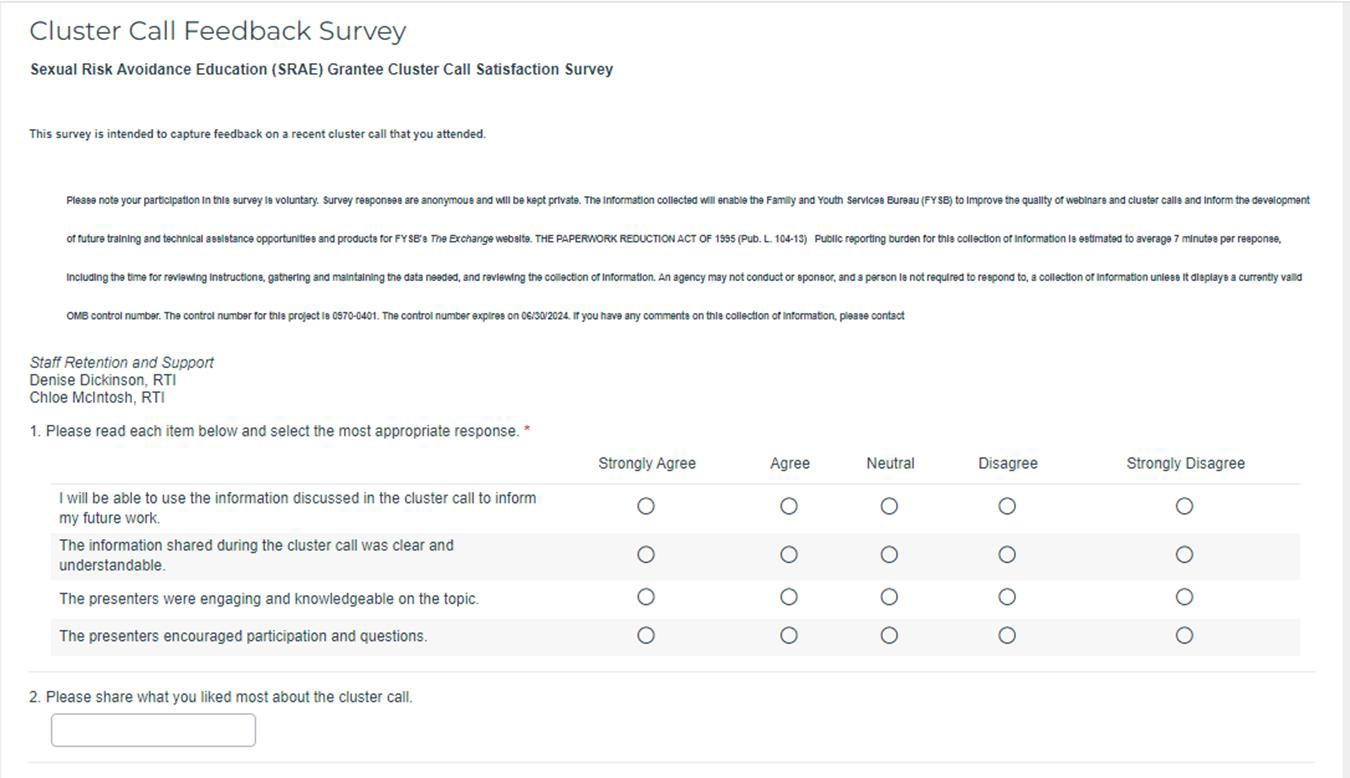 Cluster Call Feedback Survey
Sexual Risk Avoidance Education (SRAE) Grantee Cluster Call Satisfaction Survey
This survey is intended to capture feedback on a recent cluster call that you attended.
Please note your participation in this survey is voluntary. Survey responses are anonymous and will be kept private. The information collected will enable the Family and Youth Services Bureau (FYSB) to improve the quality of webinars and cluster calls and inform the development
of future training and technical assistance opportunities and products for FYSB's The Exchange website. THE PAPERWORK REDUCTION ACT OF 1995 (Pub. L. 104-13) Public reporting burden for this collection of information is estimated to average 7 minutes per response,
including the time for reviewing instructions, gathering and maintaining the data needed, and reviewing the collection of information. An agency may not conduct or sponsor, and a person is not required to respond to, a collection of information unless it displays a currently valid
OMB control number. The control number for this project is 0970-0401. The control number expires on 06/30/2024. If you have any comments on this collection of information, please contact
Staff Retention and Support
Denise Dickinson, RTI
Chloe McIntosh, RTI
1. Please read each item below and select the most appropriate response. *
Strongly Agree Agree Neutral Disagree Strongly Disagree
I will be able to use the information discussed in the cluster call to inform
my future work.
The information shared during the cluster call was clear and
understandable.
The presenters were engaging and knowledgeable on the topic.
The presenters encouraged participation and questions.
2. Please share what you liked most about the cluster call.